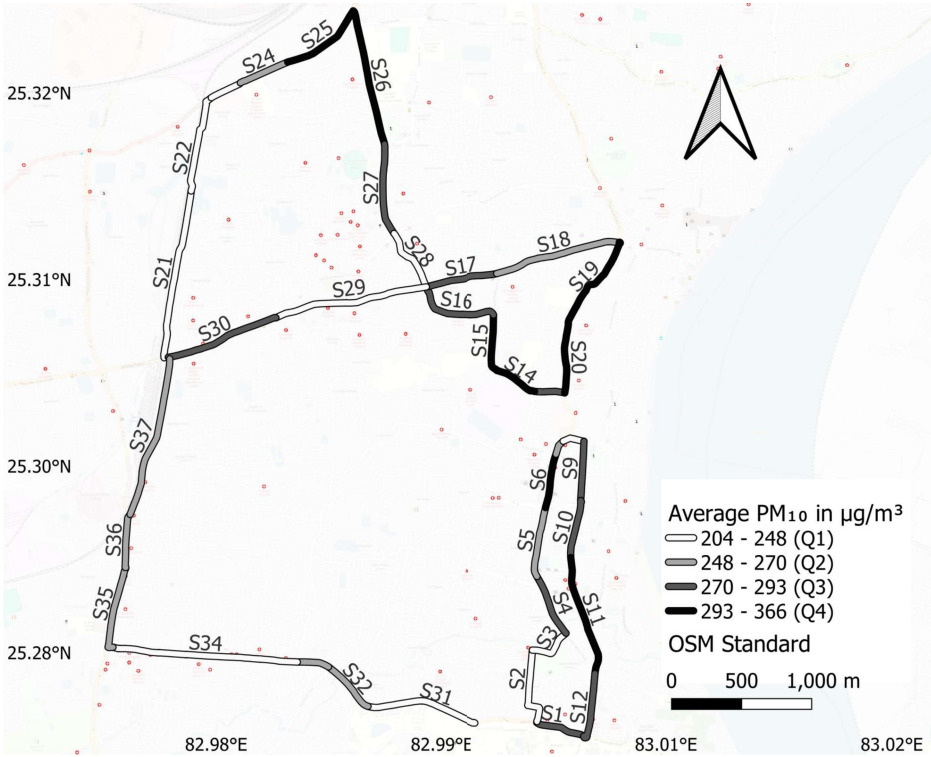 S25
S24
25.32°N
S26
S22
S27
S18
S28
S17
S19
25.31°N
S21
S29
S16
S30
S15
S20
S14
S37
25.30°N
S6
S9
Average PM₁₀ in µg/m³
204 - 248 (Q1)
248 - 270 (Q2)
270 - 293 (Q3)
293 - 366 (Q4)
OSM Standard
0 500 1,000 m
S10
S5
S36
S35
S4
S11
S3
25.28°N
S34
S2
S32
S31
S1
S12
82.98°E
82.99°E
83.01°E
83.02°E